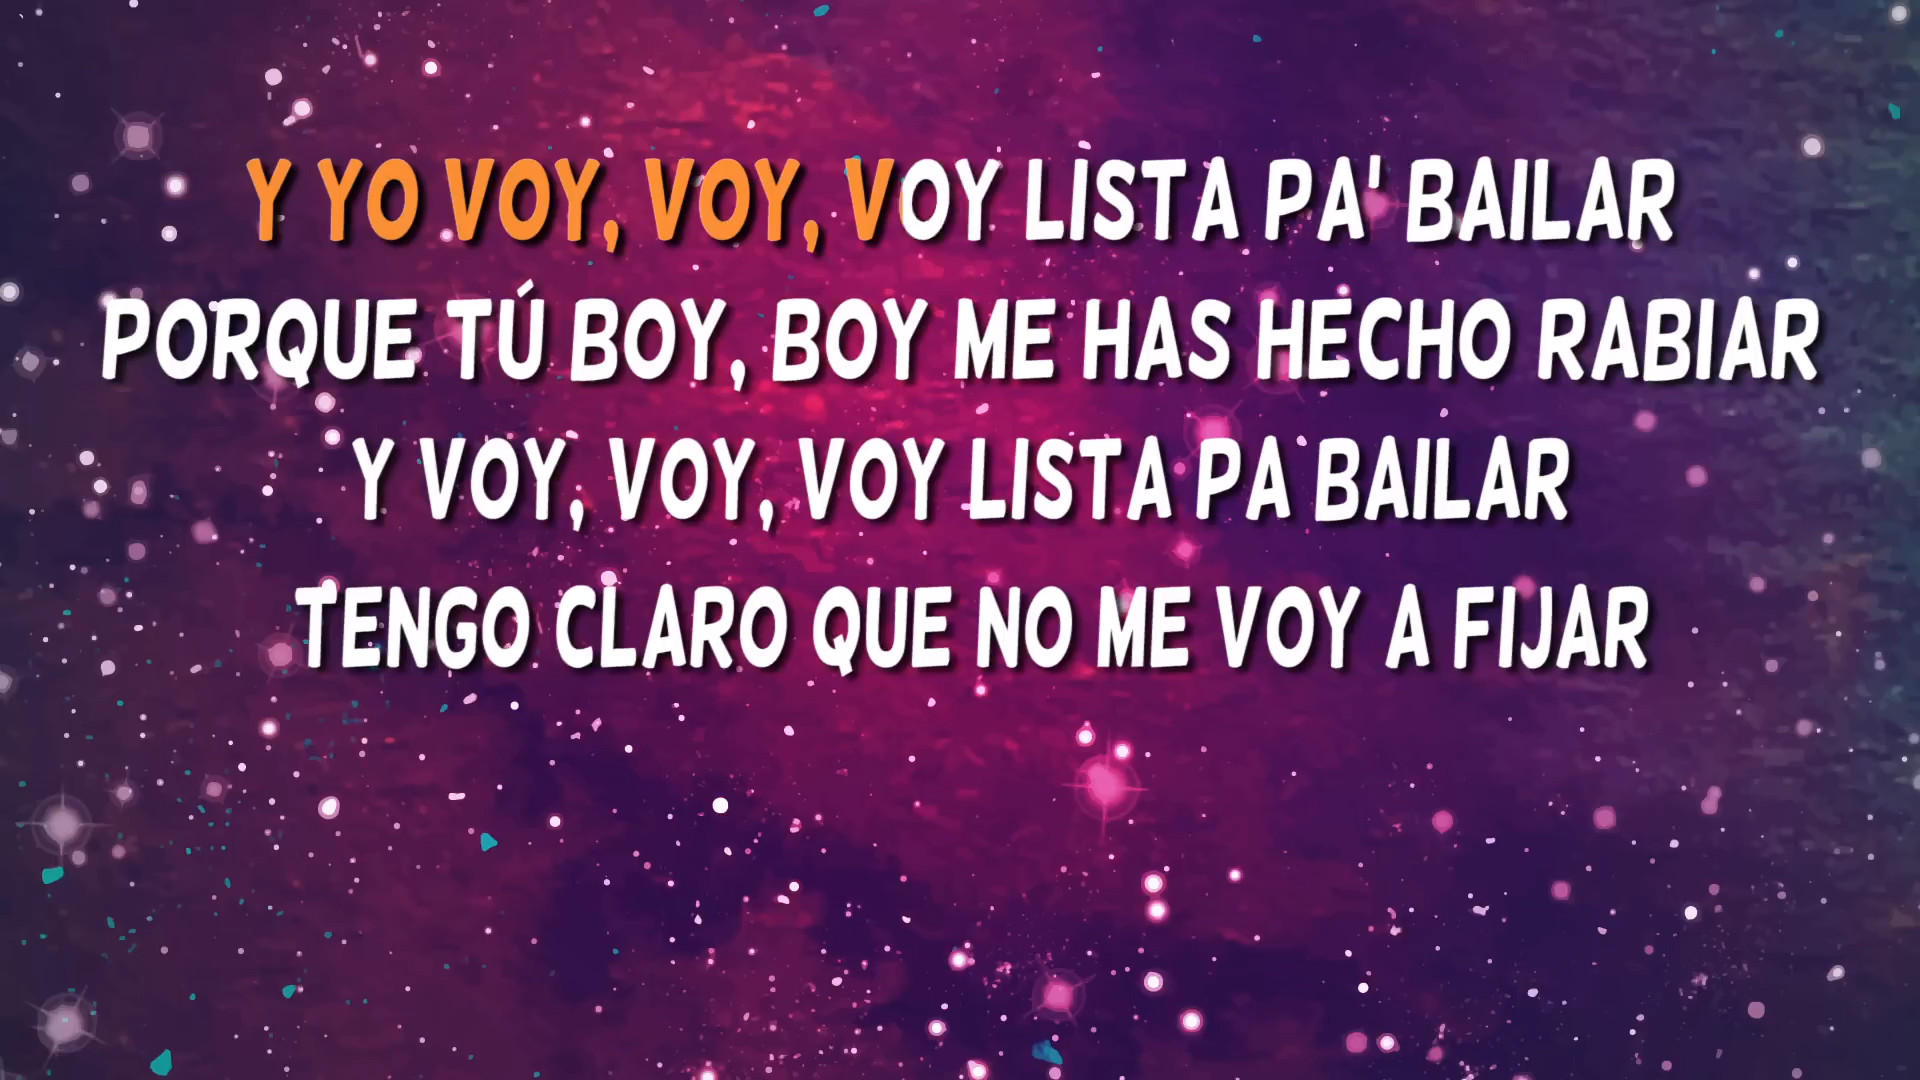 Y YO VOY, VOY, VOY LISTA PA' BAILAR
PORQUE TÚ BOY, BOY ME HAS HECHO RABIAR
Y VOY, VOY, VOY LISTA PA BAILAR
TENGO CLARO QUE NO ME VOY A FIJAR